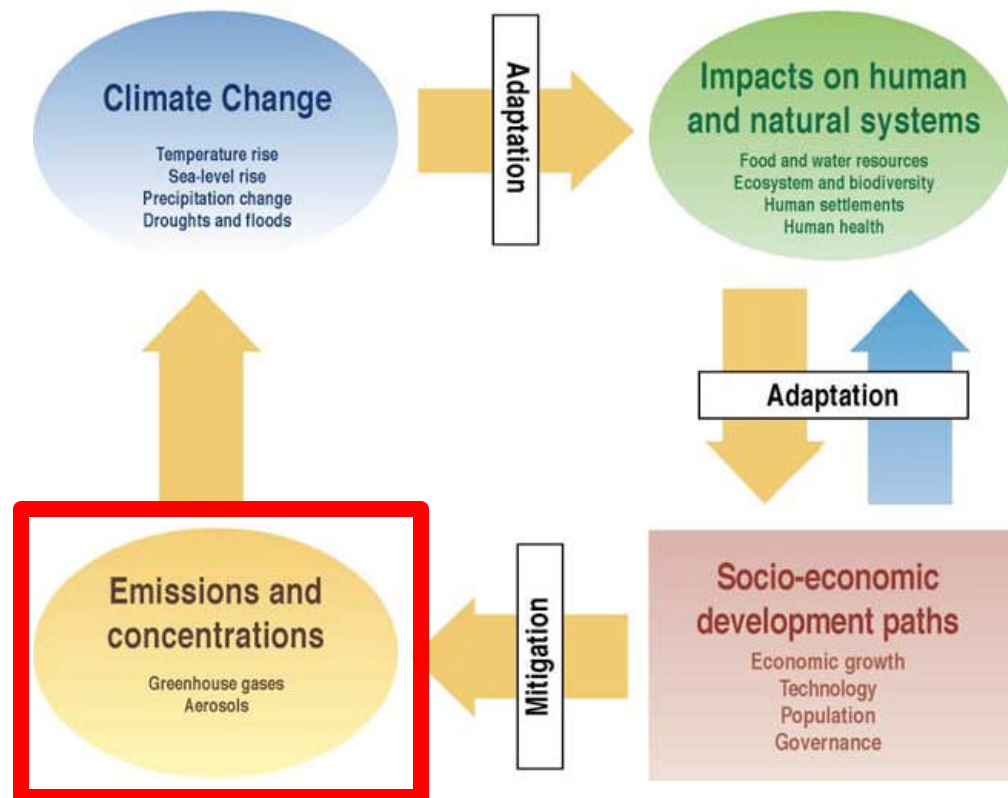 Climate Change
Temperature rise
Sea-level rise
Precipitation change
Droughts and floods
Adaptation
Impacts on human
and natural systems
Food and water resources
Ecosystem and biodiversity
Human settlements
Human health
Adaptation
Emissions and
concentrations
Greenhouse gases
Aerosols
Mitigation
Socio-economic
development paths
Economic growth
Technology
Population
Governance